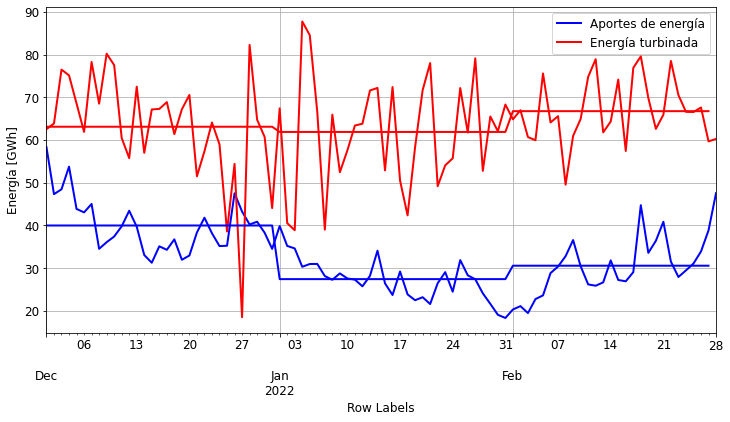 Aportes de energía
Energía turbinada
Energía [GWh]
90
80
70
60
50
40
30
20
06 13 20 27 03 10 17 24 31 07 14 21 28
Dec Jan Feb
2022
Row Labels